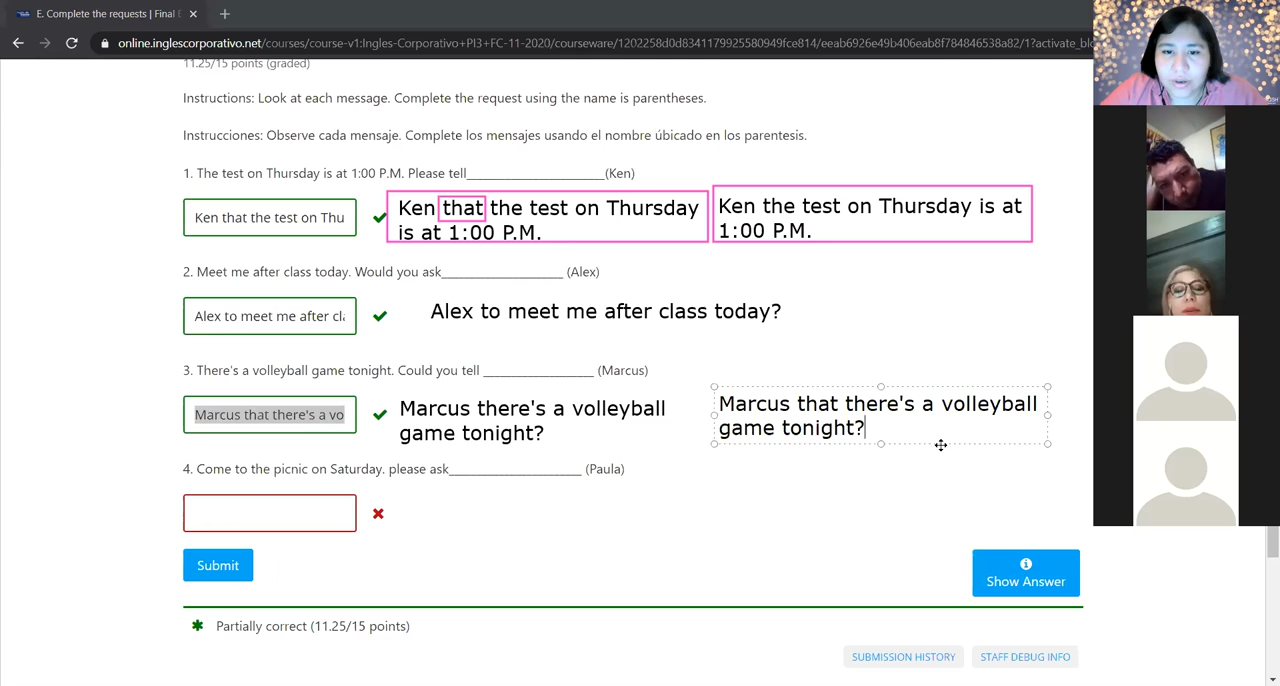 E. Complete the requests | Final E
online.inglescorporativo.net/courses/course-v1:Ingles-Corporativo+PI3+FC-11-2020/courseware/1202258d0d8341179925580949fce814/eeab6926e49b406eab8f784846538a82/1?activate_blo
11.25/15 points (graded)
Instructions: Look at each message. Complete the request using the name is parentheses.
Instrucciones: Observe cada mensaje. Complete los mensajes usando el nombre úbicado en los parentesis.
1. The test on Thursday is at 1:00 P.M. Please tell____________________(Ken)
Ken that the test on Thu
Ken that the test on Thursday
is at 1:00 P.M.
Ken the test on Thursday is at
1:00 P.M.
2. Meet me after class today. Would you ask__________________ (Alex)
Alex to meet me after cla
Alex to meet me after class today?
3. There's a volleyball game tonight. Could you tell ________________ (Marcus)
Marcus that there's a vo
Marcus there's a volleyball
game tonight?
Marcus that there's a volleyball
game tonight?
4. Come to the picnic on Saturday. please ask___________________ (Paula)
Submit
Show Answer
Partially correct (11.25/15 points)
SUBMISSION HISTORY
STAFF DEBUG INFO